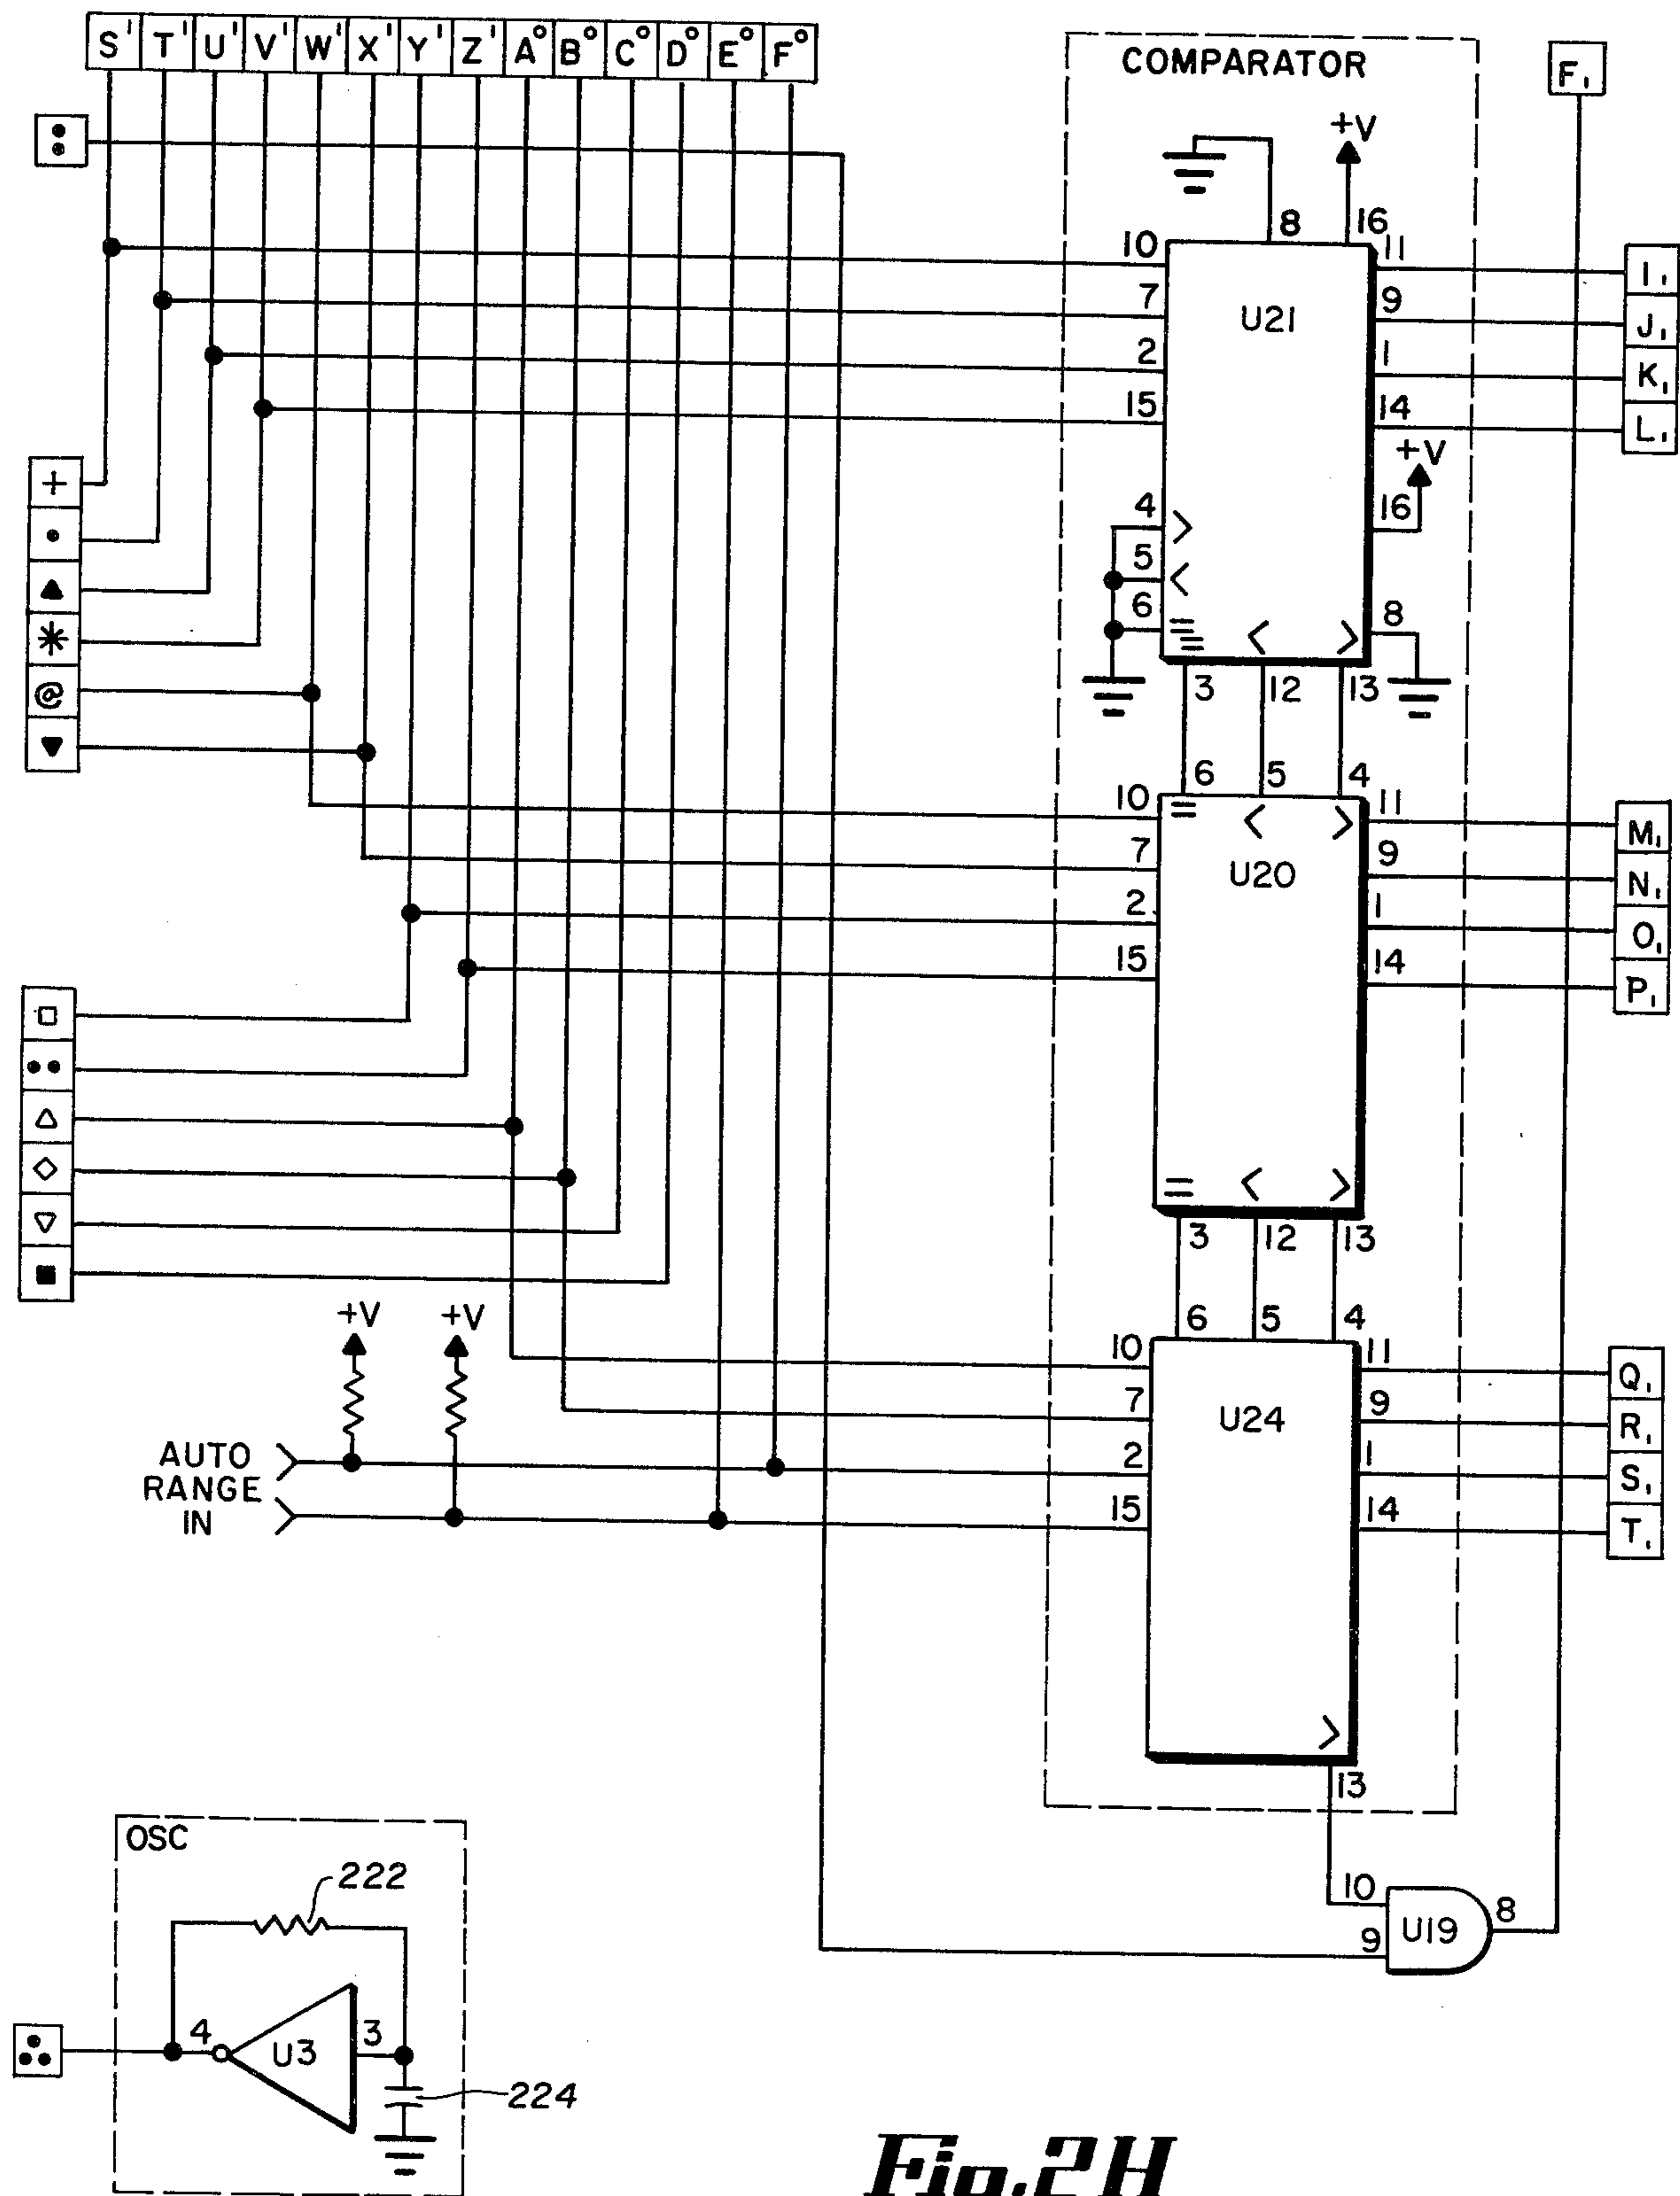 S' T' U' V' W' X' Y' Z' A° B° C° D° E° F°
COMPARATOR
F₁
+V
8 16
10 11 I₁
7 U21 9 J₁
2 1 K₁
15 14 L₁
+V
+
4 > 16
5 <
6 = < > 8
*
@
3 12 13
6 5 4
10 = < > 11 M₁
7 U20 9 N₁
2 1 O₁
15 14 P₁
= < >
3 12 13
+V +V
6 5 4
10 11 Q₁
7 U24 9 R₁
AUTO
RANGE
IN
2 1 S₁
15 14 T₁
>
13
OSC
222
10
9 U19 8
4 U3 3
224
Fig. 2H